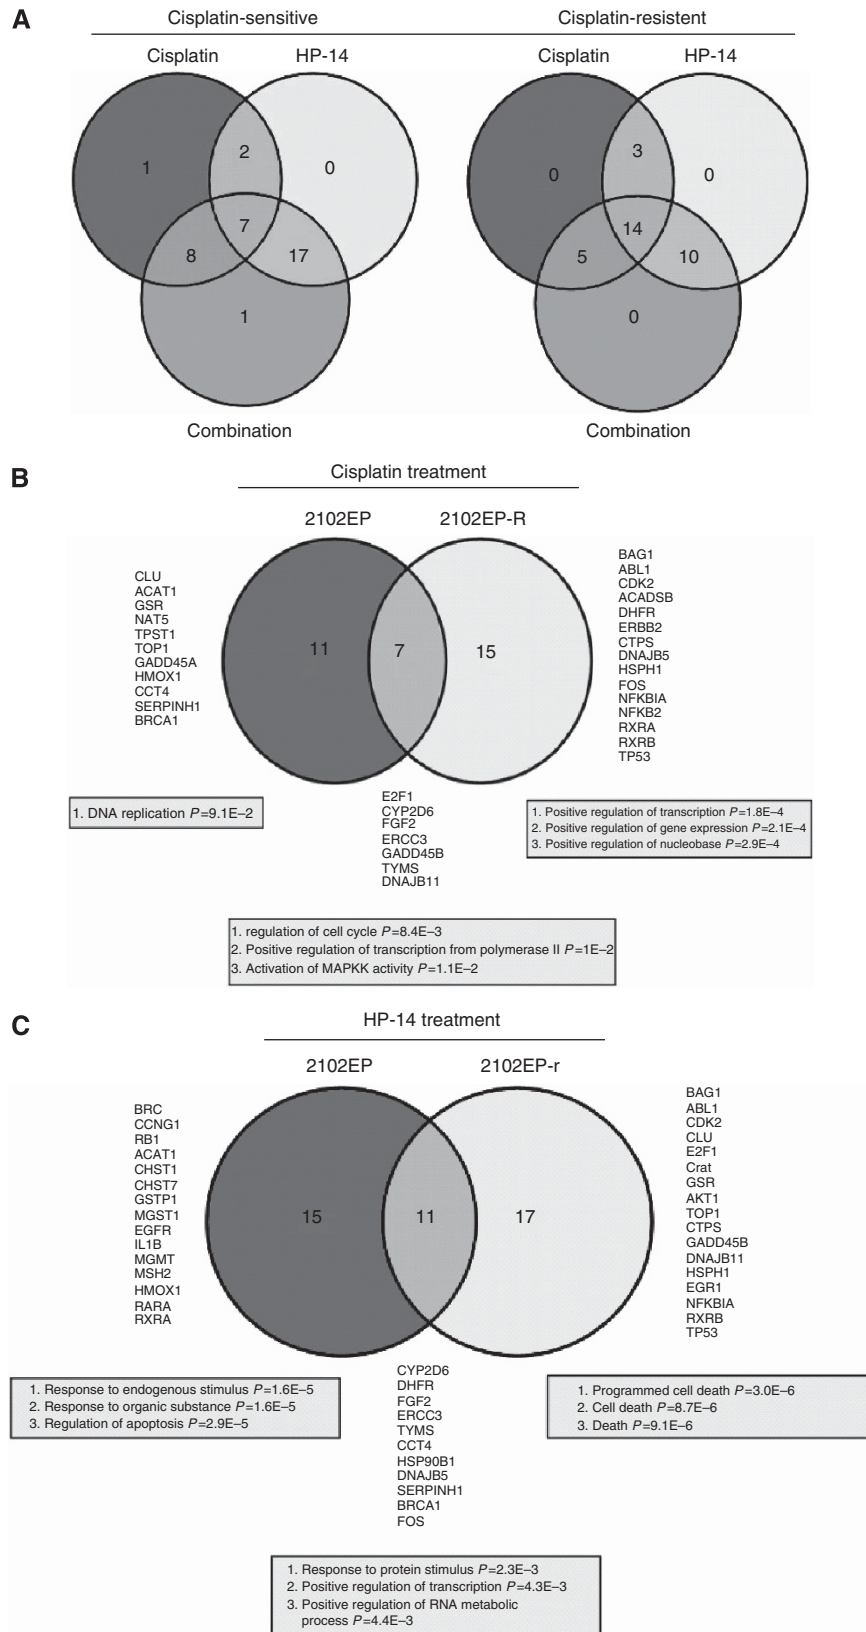 A
Cisplatin-sensitive
Cisplatin-resistent
Cisplatin
HP-14
Cisplatin
HP-14
1
2
0
7
8
17
1
0
3
0
14
5
10
0
Combination
Combination
B
Cisplatin treatment
2102EP
2102EP-R
CLU
ACAT1
GSR
NAT5
TPST1
TOP1
GADD45A
HMOX1
CCT4
SERPINH1
BRCA1
11
7
15
BAG1
ABL1
CDK2
ACADSB
DHFR
ERBB2
CTPS
DNAJB5
HSPH1
FOS
NFKBIA
NFKB2
RXRA
RXRB
TP53
1. DNA replication P=9.1E–2
E2F1
CYP2D6
FGF2
ERCC3
GADD45B
TYMS
DNAJB11
1. Positive regulation of transcription P=1.8E–4
2. Positive regulation of gene expression P=2.1E–4
3. Positive regulation of nucleobase P=2.9E–4
1. regulation of cell cycle P=8.4E–3
2. Positive regulation of transcription from polymerase II P=1E–2
3. Activation of MAPKK activity P=1.1E–2
C
HP-14 treatment
2102EP
2102EP-r
BRC
CCNG1
RB1
ACAT1
CHST1
CHST7
GSTP1
MGST1
EGFR
IL1B
MGMT
MSH2
HMOX1
RARA
RXRA
15
11
17
BAG1
ABL1
CDK2
CLU
E2F1
Crat
GSR
AKT1
TOP1
CTPS
GADD45B
DNAJB11
HSPH1
EGR1
NFKBIA
RXRB
TP53
1. Response to endogenous stimulus P=1.6E–5
2. Response to organic substance P=1.6E–5
3. Regulation of apoptosis P=2.9E–5
CYP2D6
DHFR
FGF2
ERCC3
TYMS
CCT4
HSP90B1
DNAJB5
SERPINH1
BRCA1
FOS
1. Programmed cell death P=3.0E–6
2. Cell death P=8.7E–6
3. Death P=9.1E–6
1. Response to protein stimulus P=2.3E–3
2. Positive regulation of transcription P=4.3E–3
3. Positive regulation of RNA metabolic
process P=4.4E–3